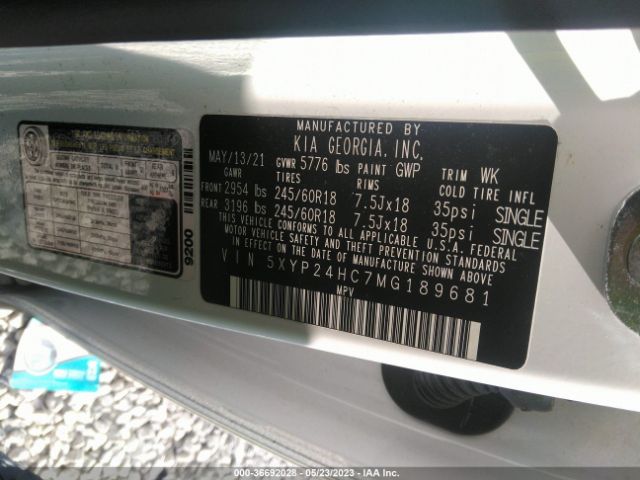 MANUFACTURED BY
KIA GEORGIA, INC.
MAY/13/21 GVWR 5776 lbs PAINT GWP TRIM WK
GAWR TIRES RIMS COLD TIRE INFL
FRONT 2954 lbs 245/60R18 7.5Jx18 35psi SINGLE
REAR 3196 lbs 245/60R18 7.5Jx18 35psi SINGLE
THIS VEHICLE CONFORMS TO ALL APPLICABLE U.S.A. FEDERAL
MOTOR VEHICLE SAFETY AND THEFT PREVENTION STANDARDS
IN EFFECT ON THE DATE OF MANUFACTURE SHOWN ABOVE.
VIN 5XYP24HC7MG189681
MPV
9200
000-36692028 - 05/23/2023 - IAA Inc.